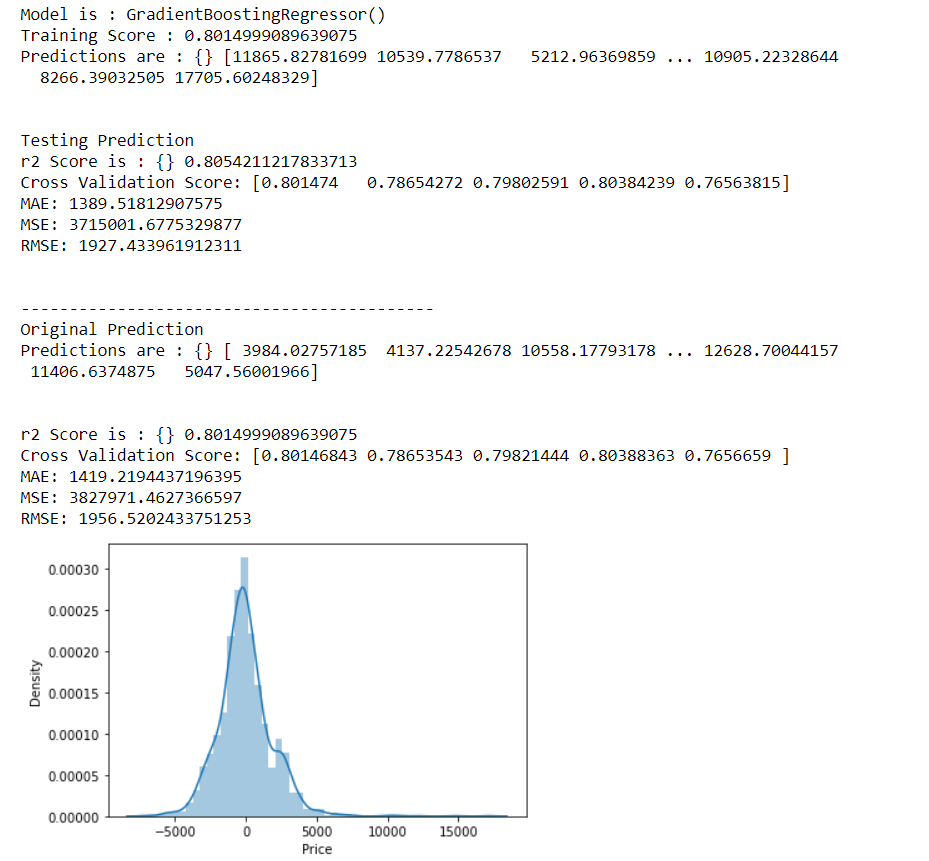 Model is : GradientBoostingRegressor()
Training Score : 0.8014999089639075
Predictions are : {} [11865.82781699 10539.7786537   5212.96369859 ... 10905.22328644
  8266.39032505 17705.60248329]
Testing Prediction
r2 Score is : {} 0.8054211217833713
Cross Validation Score: [0.801474   0.78654272 0.79802591 0.80384239 0.76563815]
MAE: 1389.51812907575
MSE: 3715001.6775329877
RMSE: 1927.433961912311
-------------------------------------------
Original Prediction
Predictions are : {} [ 3984.02757185  4137.22542678 10558.17793178 ... 12628.70044157
 11406.6374875   5047.56001966]
r2 Score is : {} 0.8014999089639075
Cross Validation Score: [0.80146843 0.78653543 0.79821444 0.80388363 0.7656659 ]
MAE: 1419.2194437196395
MSE: 3827971.4627366597
RMSE: 1956.5202433751253
0.00030
0.00025
0.00020
0.00015
0.00010
0.00005
0.00000
Density
−5000 0 5000 10000 15000
Price